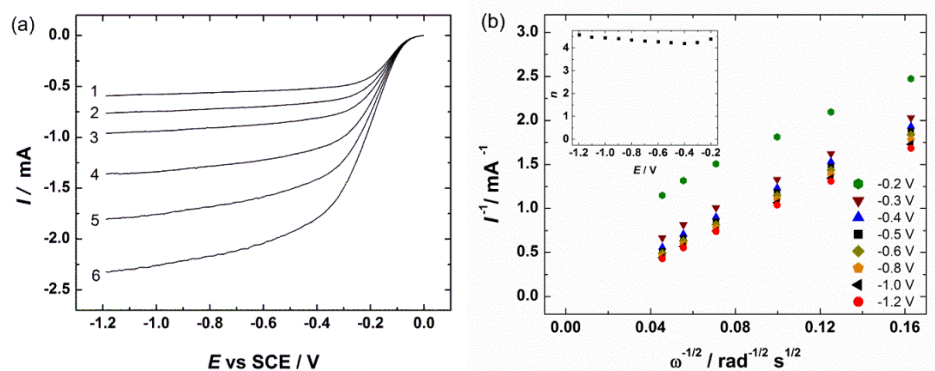 (a)
0.0
-0.5
-1.0
-1.5
-2.0
-2.5
I / mA
1
2
3
4
5
6
-1.2 -1.0 -0.8 -0.6 -0.4 -0.2 0.0
E vs SCE / V
(b)
3.0
2.5
2.0
1.5
1.0
0.5
0.0
I⁻¹/ mA⁻¹
4
2
0
n
-1.2 -1.0 -0.8 -0.6 -0.4 -0.2
E / V
-0.2 V
-0.3 V
-0.4 V
-0.5 V
-0.6 V
-0.8 V
-1.0 V
-1.2 V
0.00 0.04 0.08 0.12 0.16
ω⁻¹/² / rad⁻¹/² s¹/²